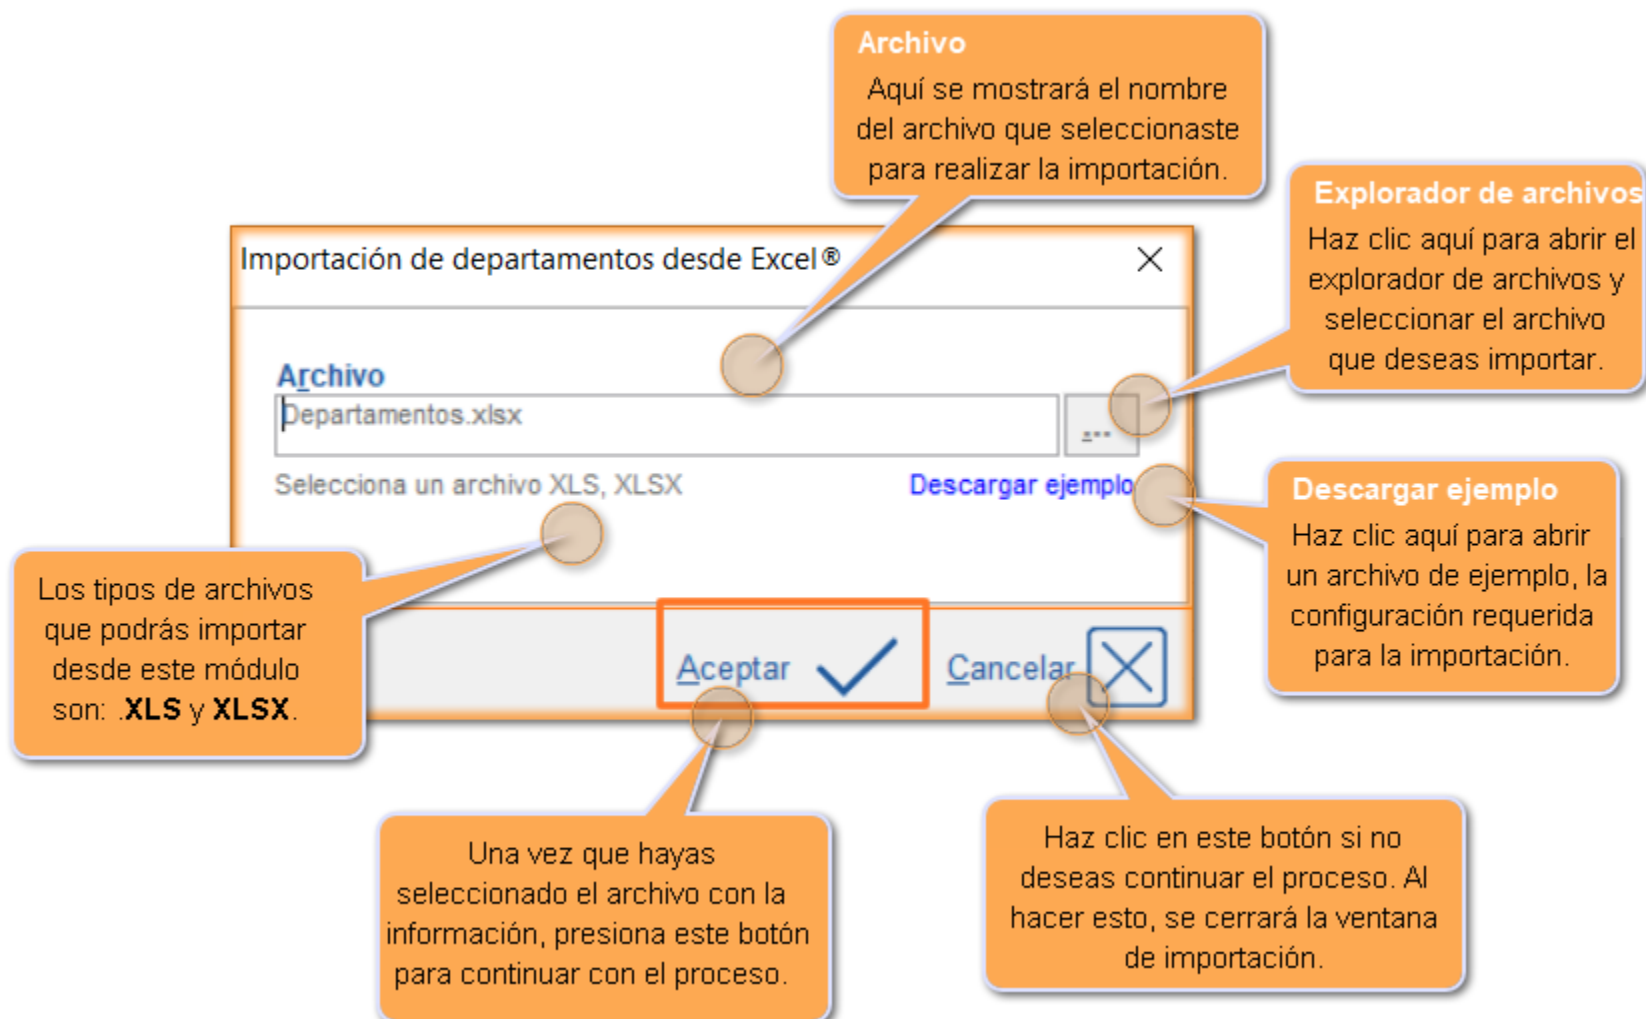 Archivo
Aquí se mostrará el nombre
del archivo que seleccionaste
para realizar la importación.
Explorador de archivos
Haz clic aquí para abrir el
explorador de archivos y
seleccionar el archivo
que deseas importar.
Importación de departamentos desde Excel®
Archivo
Departamentos.xlsx
...
Selecciona un archivo XLS, XLSX
Descargar ejemplo
Descargar ejemplo
Haz clic aquí para abrir
un archivo de ejemplo, la
configuración requerida
para la importación.
Los tipos de archivos
que podrás importar
desde este módulo
son: .XLS y XLSX.
Aceptar
Cancelar
Una vez que hayas
seleccionado el archivo con la
información, presiona este botón
para continuar con el proceso.
Haz clic en este botón si no
deseas continuar el proceso. Al
hacer esto, se cerrará la ventana
de importación.